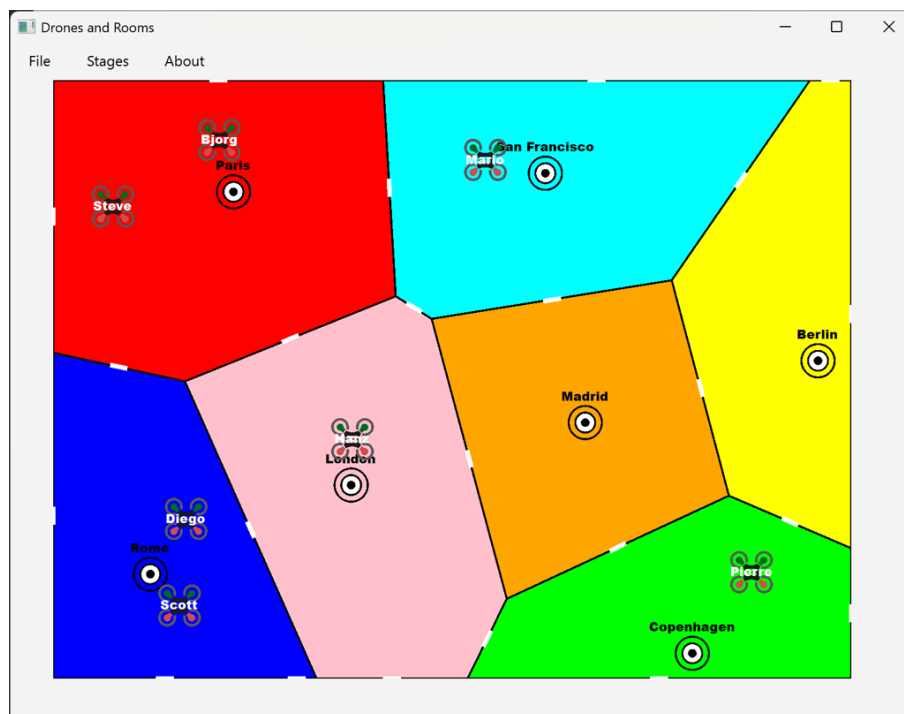 Drones and Rooms
File Stages About
Bjorg
San Francisco
Mario
Paris
Steve
Berlin
Madrid
Hanz
London
Diego
Rome
Pierre
Scott
Copenhagen